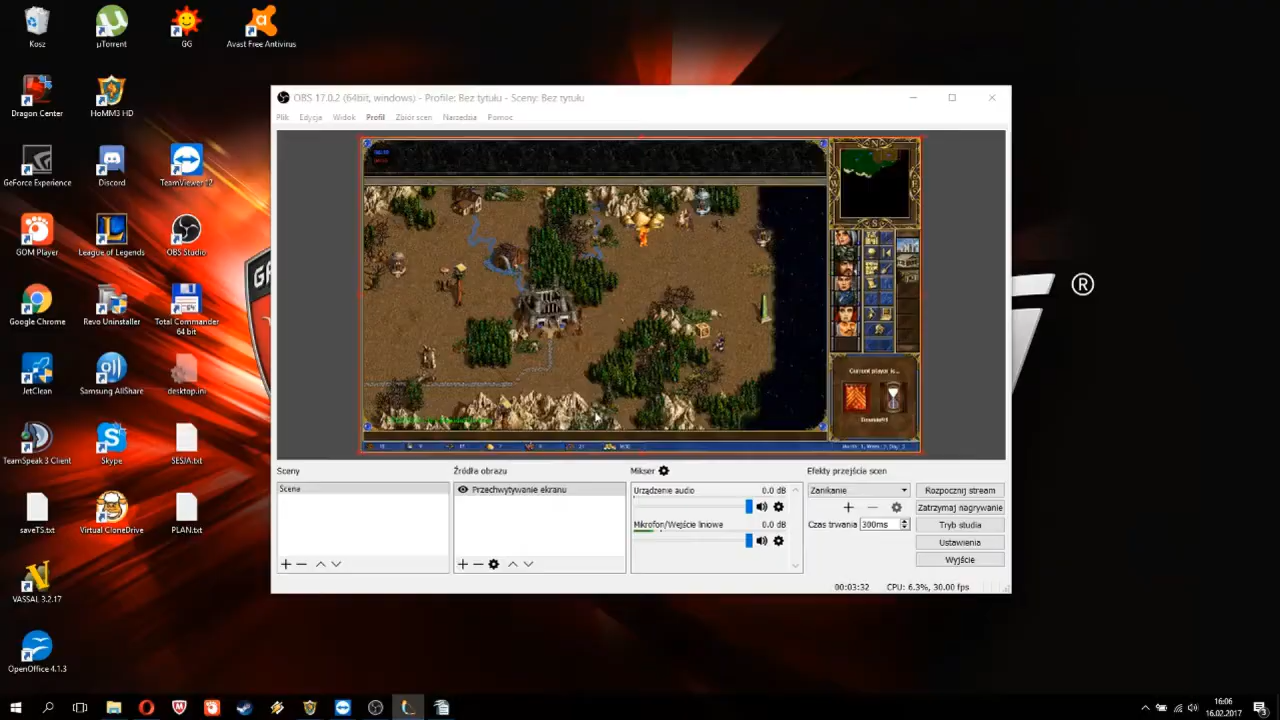 Kosz
µTorrent
GG
Avast Free Antivirus
Dragon Center
HoMM3 HD
GeForce Experience
Discord
TeamViewer 12
GOM Player
League of Legends
OBS Studio
Google Chrome
Revo Uninstaller
Total Commander
64 bit
JetClean
Samsung AllShare
desktop.ini
TeamSpeak 3 Client
Skype
SESJA.txt
saveTS.txt
Virtual CloneDrive
PLAN.txt
VASSAL 3.2.17
OpenOffice 4.1.3
OBS 17.0.2 (64bit, windows) - Profile: Bez tytułu - Sceny: Bez tytułu
Plik Edycja Widok Profil Zbiór scen Narzędzia Pomoc
Current player is...
Sceny
Scena
Źródła obrazu
Przechwytywanie ekranu
Mikser
Urządzenie audio 0.0 dB
Mikrofon/Wejście liniowe 0.0 dB
Efekty przejścia scen
Zanikanie
Czas trwania 300ms
Rozpocznij stream
Zatrzymaj nagrywanie
Tryb studia
Ustawienia
Wyjście
00:03:32 CPU: 6.3%, 30.00 fps
®
16:06
16.02.2017